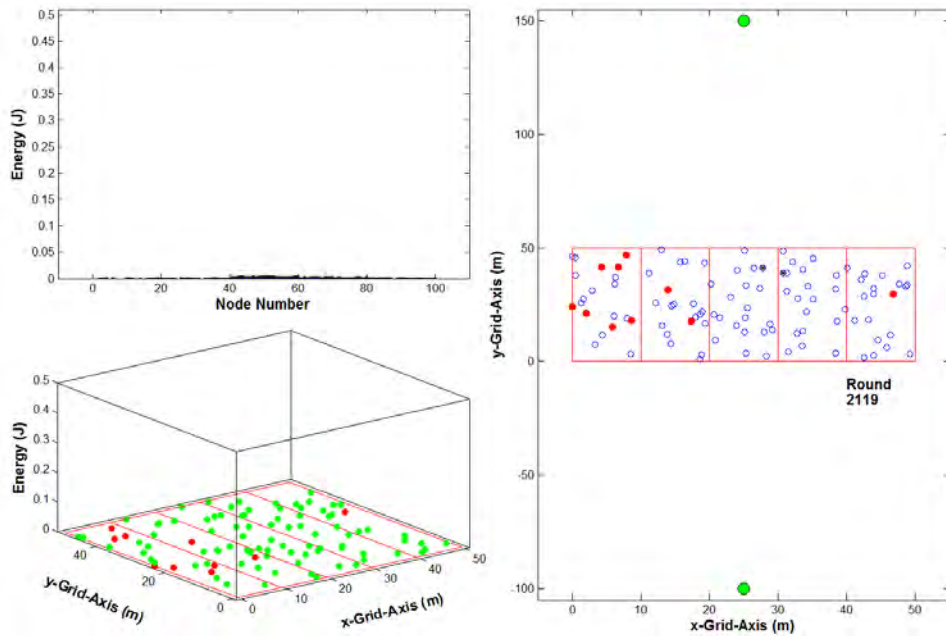 0.5
0.45
0.4
0.35
0.3
0.25
0.2
0.15
0.1
0.05
0
Energy (J)
0 20 40 60 80 100
Node Number
0.5
0.4
0.3
0.2
0.1
0
Energy (J)
40
20
0
y-Grid-Axis (m)
0 10 20 30 40 50
x-Grid-Axis (m)
150
100
50
0
-50
-100
y-Grid-Axis (m)
Round
2119
0 10 20 30 40 50
x-Grid-Axis (m)